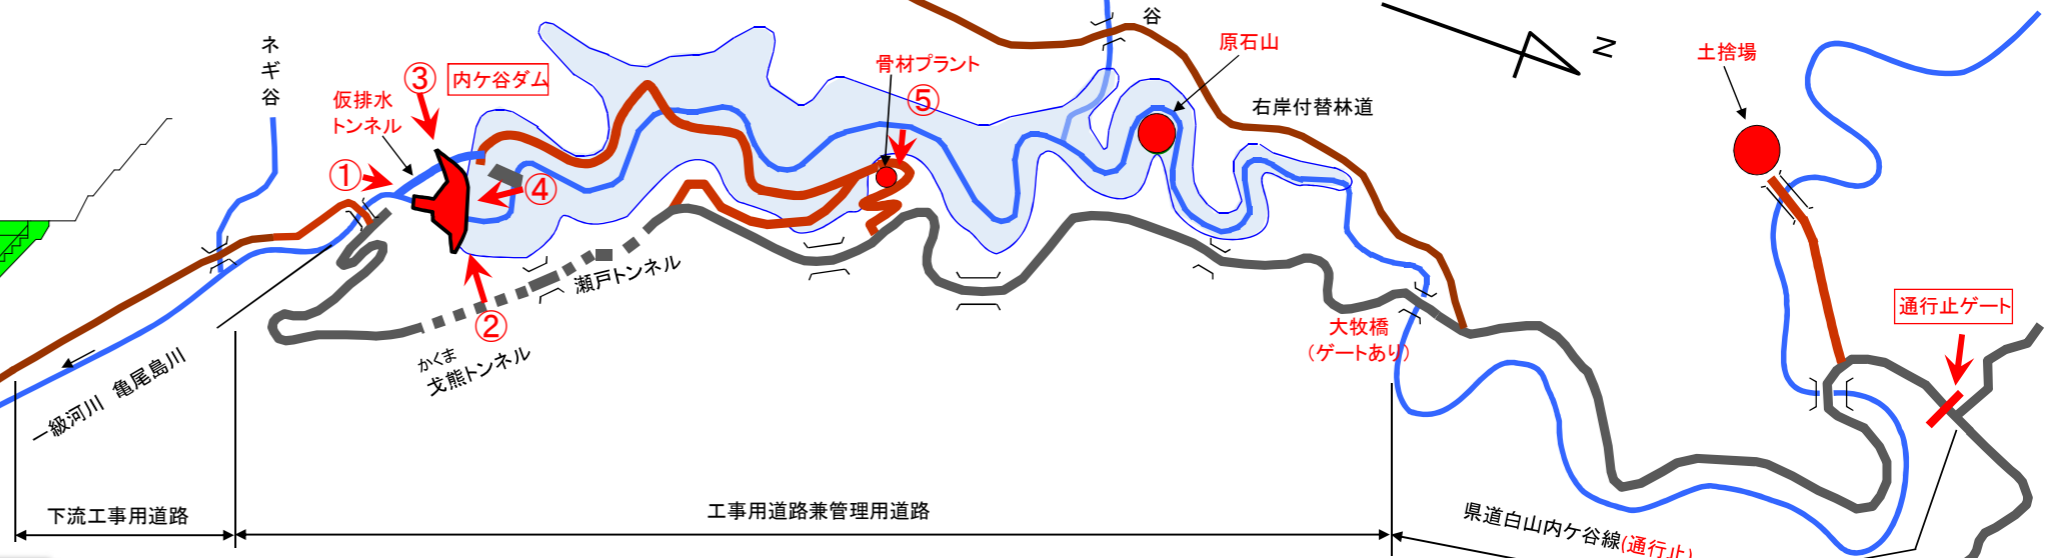 ネギ谷
谷
N
③
内ケ谷ダム
仮排水
トンネル
①
④
②
骨材プラント
⑤
原石山
右岸付替林道
土捨場
通行止ゲート
大牧橋
(ゲートあり)
瀬戸トンネル
かくま
戈熊トンネル
一級河川 亀尾島川
下流工事用道路
工事用道路兼管理用道路
県道白山内ケ谷線(通行止)